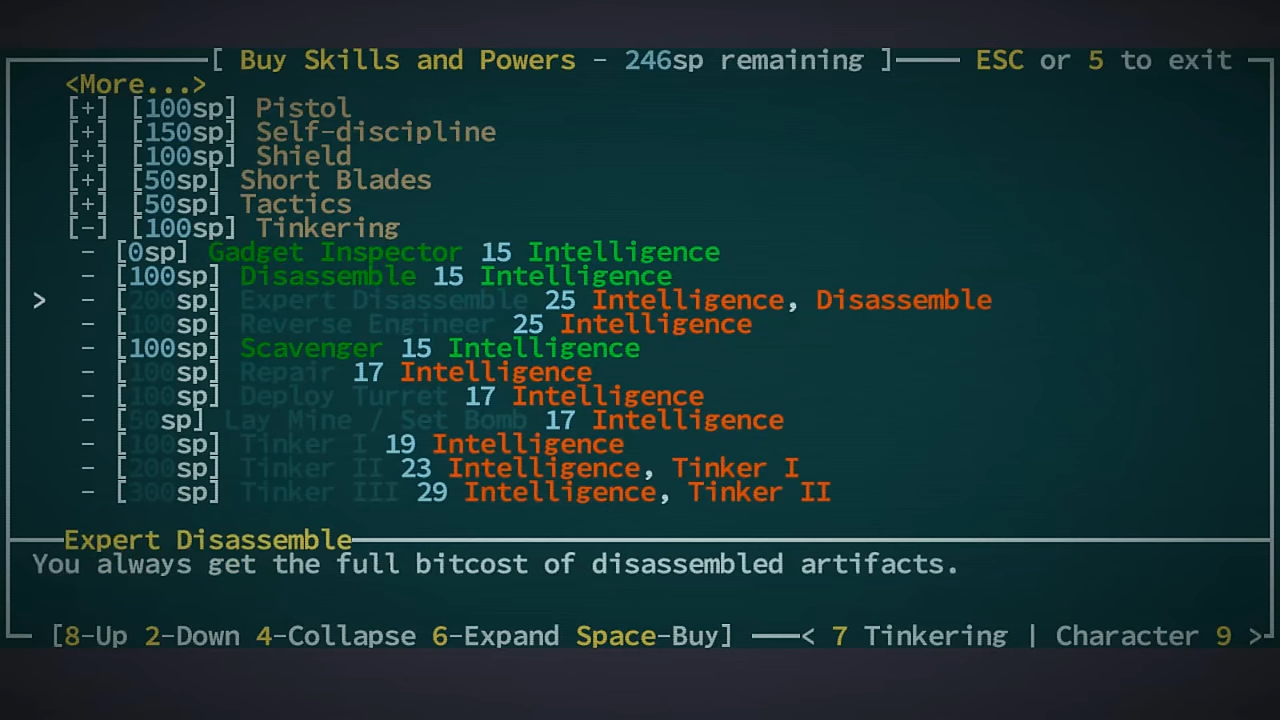 [ Buy Skills and Powers - 246sp remaining ] ESC or 5 to exit
<More...>
[+] [100sp] Pistol
[+] [150sp] Self-discipline
[+] [100sp] Shield
[+] [50sp] Short Blades
[+] [50sp] Tactics
[-] [100sp] Tinkering
- [0sp] Gadget Inspector 15 Intelligence
- [100sp] Disassemble 15 Intelligence
> - [200sp] Expert Disassemble 25 Intelligence, Disassemble
- [100sp] Reverse Engineer 25 Intelligence
- [100sp] Scavenger 15 Intelligence
- [100sp] Repair 17 Intelligence
- [100sp] Deploy Turret 17 Intelligence
- [50sp] Lay Mine / Set Bomb 17 Intelligence
- [100sp] Tinker I 19 Intelligence
- [200sp] Tinker II 23 Intelligence, Tinker I
- [300sp] Tinker III 29 Intelligence, Tinker II
Expert Disassemble
You always get the full bitcost of disassembled artifacts.
[8-Up 2-Down 4-Collapse 6-Expand Space-Buy] < 7 Tinkering | Character 9 >